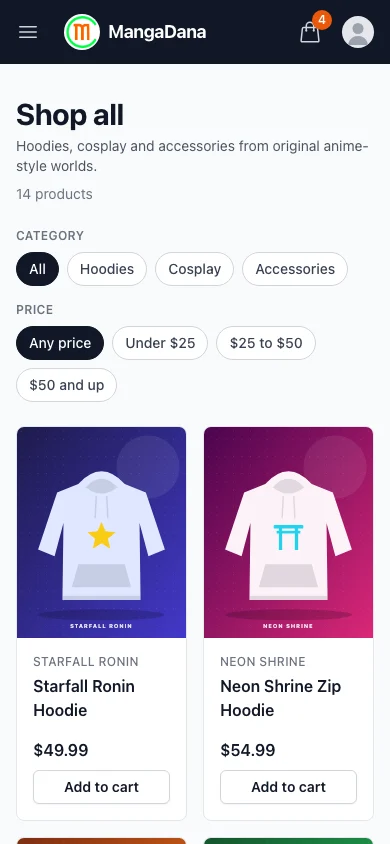 MangaDana
4
Shop all
Hoodies, cosplay and accessories from original anime-
style worlds.
14 products
CATEGORY
All
Hoodies
Cosplay
Accessories
PRICE
Any price
Under $25
$25 to $50
$50 and up
STARFALL RONIN
STARFALL RONIN
Starfall Ronin
Hoodie
$49.99
Add to cart
NEON SHRINE
NEON SHRINE
Neon Shrine Zip
Hoodie
$54.99
Add to cart